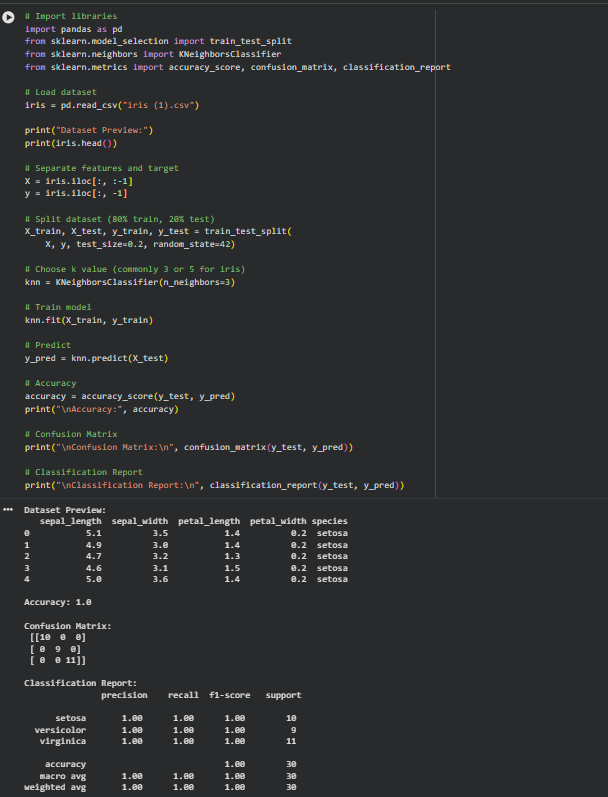 # Import libraries
import pandas as pd
from sklearn.model_selection import train_test_split
from sklearn.neighbors import KNeighborsClassifier
from sklearn.metrics import accuracy_score, confusion_matrix, classification_report

# Load dataset
iris = pd.read_csv("iris (1).csv")

print("Dataset Preview:")
print(iris.head())

# Separate features and target
X = iris.iloc[:, :-1]
y = iris.iloc[:, -1]

# Split dataset (80% train, 20% test)
X_train, X_test, y_train, y_test = train_test_split(
    X, y, test_size=0.2, random_state=42)

# Choose k value (commonly 3 or 5 for iris)
knn = KNeighborsClassifier(n_neighbors=3)

# Train model
knn.fit(X_train, y_train)

# Predict
y_pred = knn.predict(X_test)

# Accuracy
accuracy = accuracy_score(y_test, y_pred)
print("\nAccuracy:", accuracy)

# Confusion Matrix
print("\nConfusion Matrix:\n", confusion_matrix(y_test, y_pred))

# Classification Report
print("\nClassification Report:\n", classification_report(y_test, y_pred))

Dataset Preview:
   sepal_length  sepal_width  petal_length  petal_width species
0           5.1          3.5           1.4          0.2  setosa
1           4.9          3.0           1.4          0.2  setosa
2           4.7          3.2           1.3          0.2  setosa
3           4.6          3.1           1.5          0.2  setosa
4           5.0          3.6           1.4          0.2  setosa

Accuracy: 1.0

Confusion Matrix:
 [[10  0  0]
 [ 0  9  0]
 [ 0  0 11]]

Classification Report:
               precision    recall  f1-score   support

      setosa       1.00      1.00      1.00        10
  versicolor       1.00      1.00      1.00         9
   virginica       1.00      1.00      1.00        11

    accuracy                           1.00        30
   macro avg       1.00      1.00      1.00        30
weighted avg       1.00      1.00      1.00        30